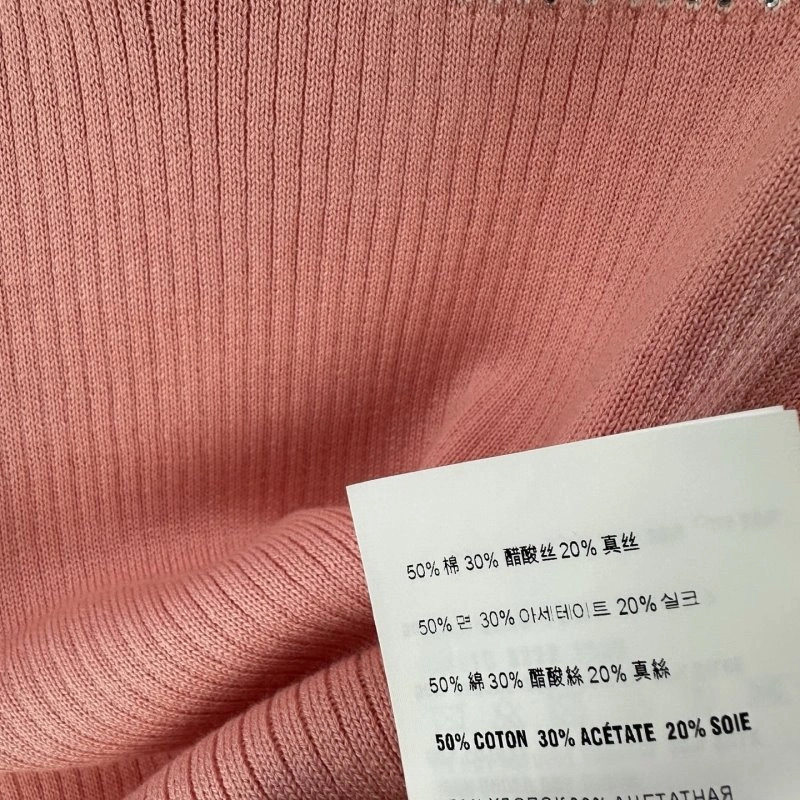 50% 棉 30% 醋酸丝 20% 真丝
50% 면 30% 아세테이트 20% 실크
50% 綿 30% 醋酸絲 20% 真絲
50% COTON 30% ACÉTATE 20% SOIE